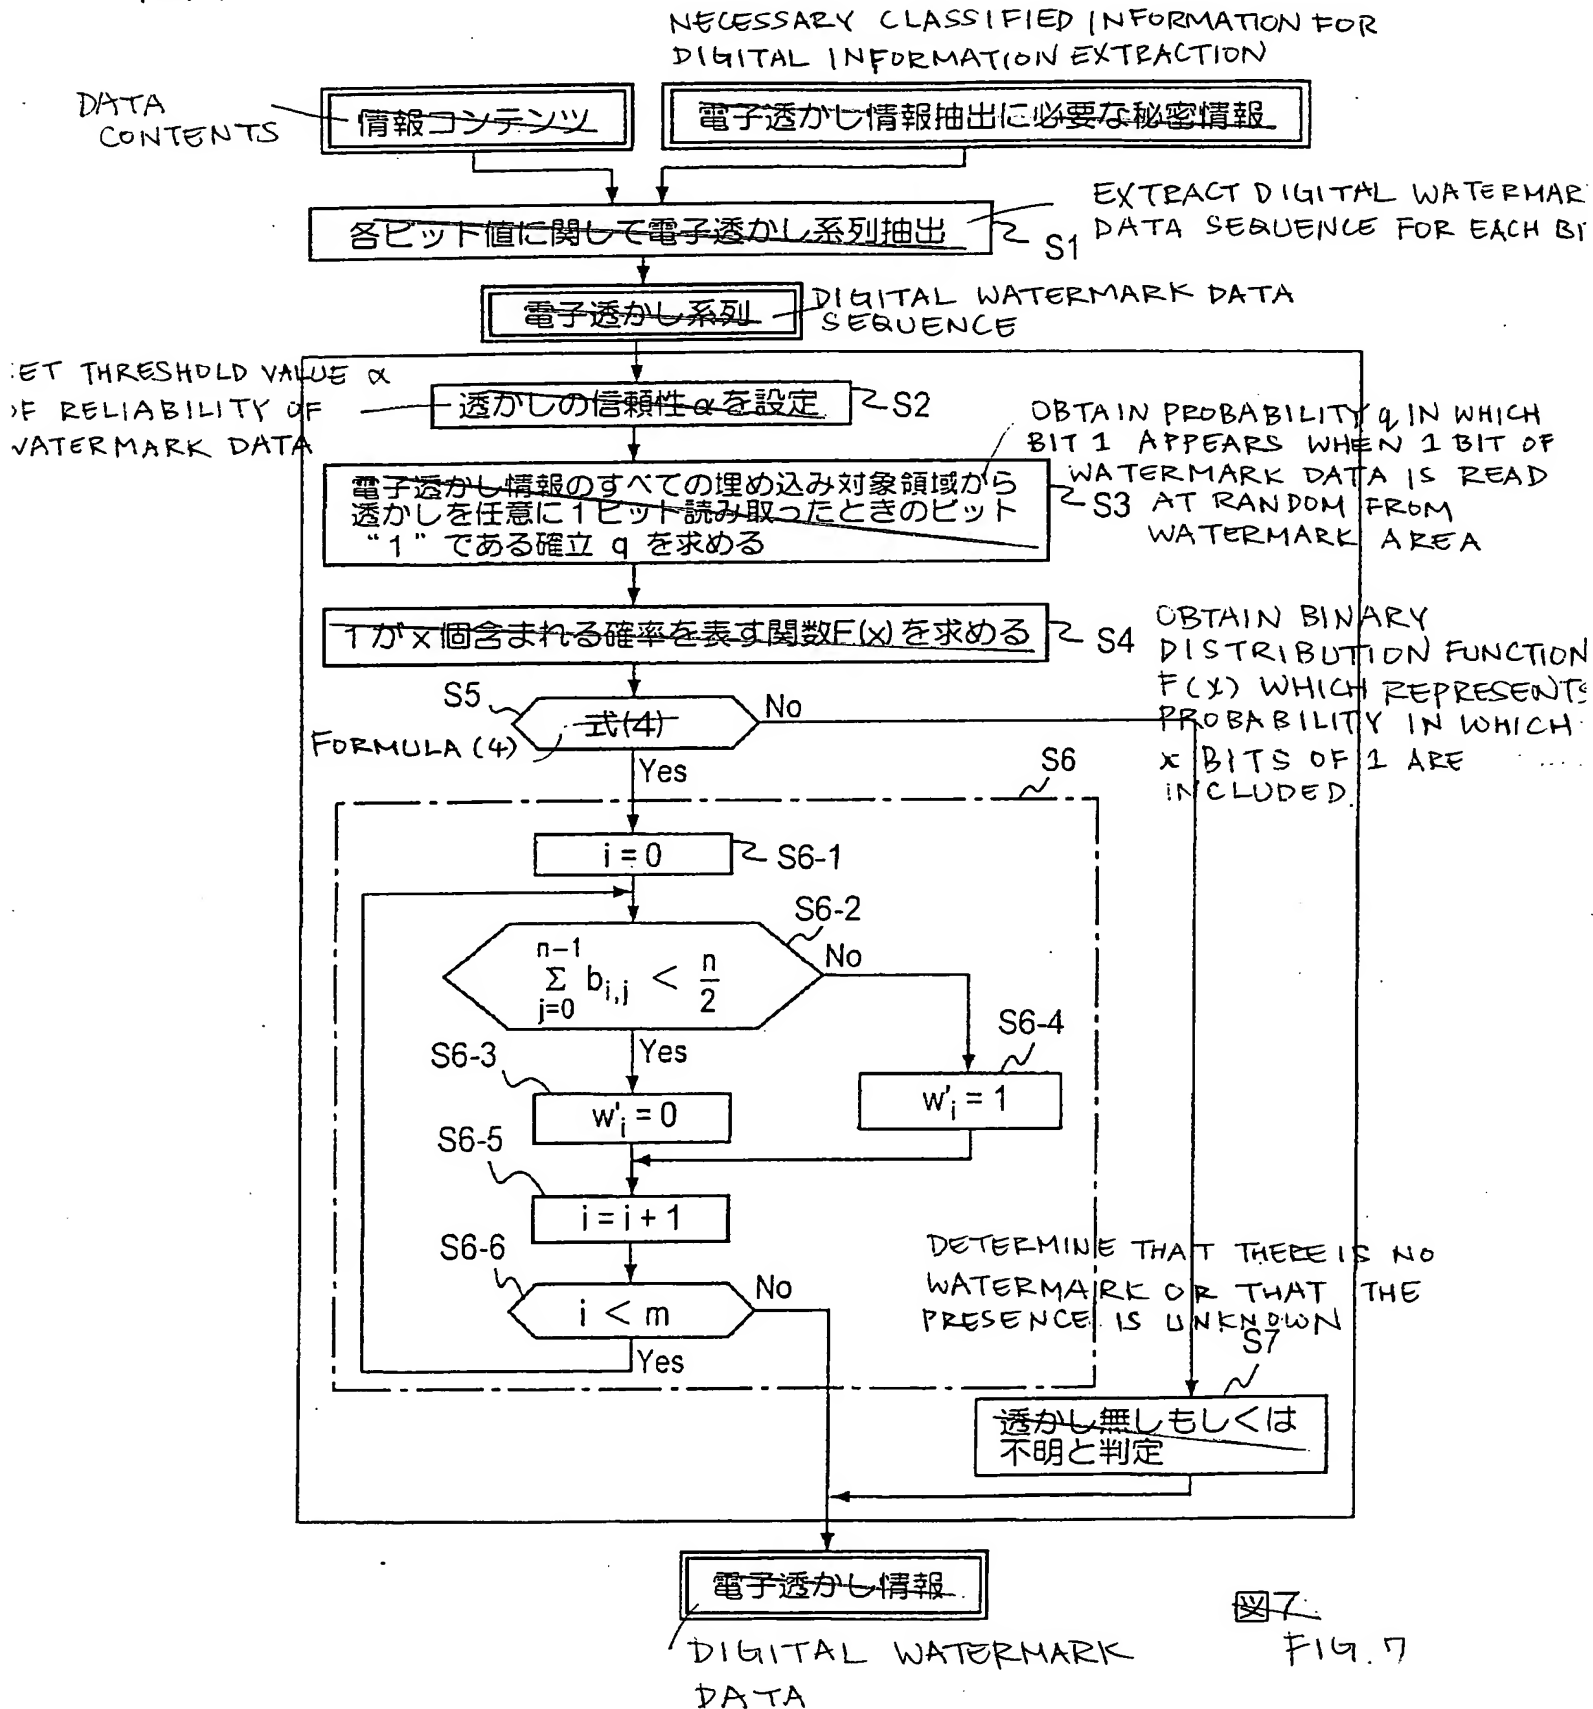 NECESSARY CLASSIFIED INFORMATION FOR
DIGITAL INFORMATION EXTRACTION
DATA
CONTENTS
情報コンテンツ
電子透かし情報抽出に必要な秘密情報
各ビット値に関して電子透かし系列抽出
S1
EXTRACT DIGITAL WATERMAR
DATA SEQUENCE FOR EACH BI
電子透かし系列
DIGITAL WATERMARK DATA
SEQUENCE
ET THRESHOLD VALUE α
F RELIABILITY OF
WATERMARK DATA
透かしの信頼性αを設定
S2
OBTAIN PROBABILITY q IN WHICH
BIT 1 APPEARS WHEN 1 BIT OF
WATERMARK DATA IS READ
AT RANDOM FROM
WATERMARK AREA
電子透かし情報のすべての埋め込み対象領域から
透かしを任意に1ビット読み取ったときのビット
“1”である確立 q を求める
S3
1がx個含まれる確率を表す関数F(x)を求める
S4
OBTAIN BINARY
DISTRIBUTION FUNCTION
F(x) WHICH REPRESENTS
PROBABILITY IN WHICH
x BITS OF 1 ARE
INCLUDED.
S5
式(4)
No
FORMULA (4)
Yes
S6
i = 0
S6-1
S6-2
n-1
Σ b i,j < n/2
j=0
No
Yes
S6-3
S6-4
w'i = 0
w'i = 1
S6-5
i = i + 1
S6-6
i < m
No
Yes
DETERMINE THAT THERE IS NO
WATERMARK OR THAT THE
PRESENCE IS UNKNOWN
S7
透かし無しもしくは
不明と判定
電子透かし情報
DIGITAL WATERMARK
DATA
図7
FIG. 7